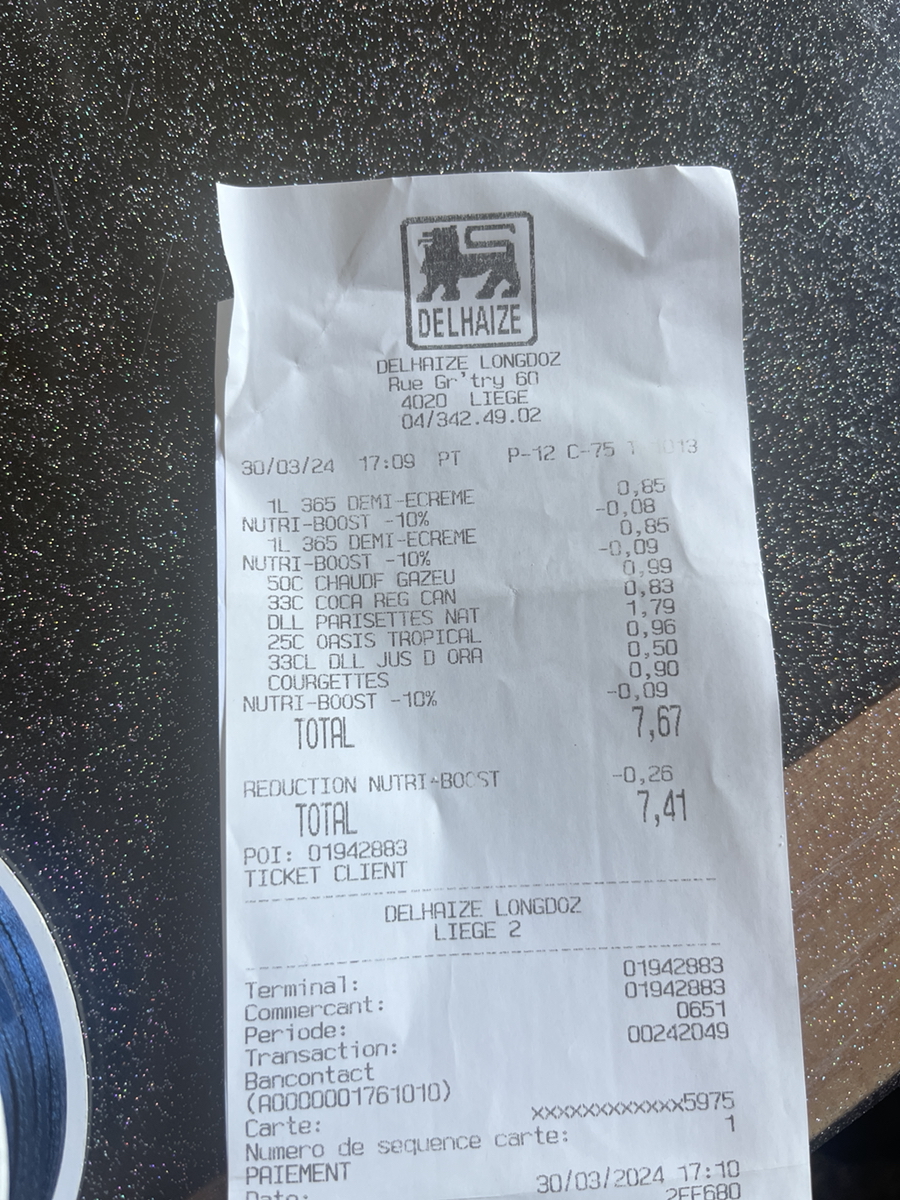 DELHAIZE
DELHAIZE LONGDOZ
Rue Gr'try 60
4020 LIEGE
04/342.49.02
30/03/24 17:09 PT P-12 C-75
1L 365 DEMI-ECREME 0,85
NUTRI-BOOST -10% -0,08
1L 365 DEMI-ECREME 0,85
NUTRI-BOOST -10% -0,09
50C CHAUDF GAZEU 0,99
33C COCA REG CAN 0,83
DLL PARISETTES NAT 1,79
25C OASIS TROPICAL 0,96
33CL DLL JUS D ORA 0,50
COURGETTES 0,90
NUTRI-BOOST -10% -0,09
TOTAL 7,67
REDUCTION NUTRI-BOOST -0,26
TOTAL 7,41
POI: 01942883
TICKET CLIENT
DELHAIZE LONGDOZ
LIEGE 2
Terminal: 01942883
Commercant: 01942883
Periode: 0651
Transaction: 00242049
Bancontact
(A0000001761010)
Carte: xxxxxxxxxxxxx5975
Numero de sequence carte: 1
PAIEMENT
Date: 30/03/2024 17:10
2FF680